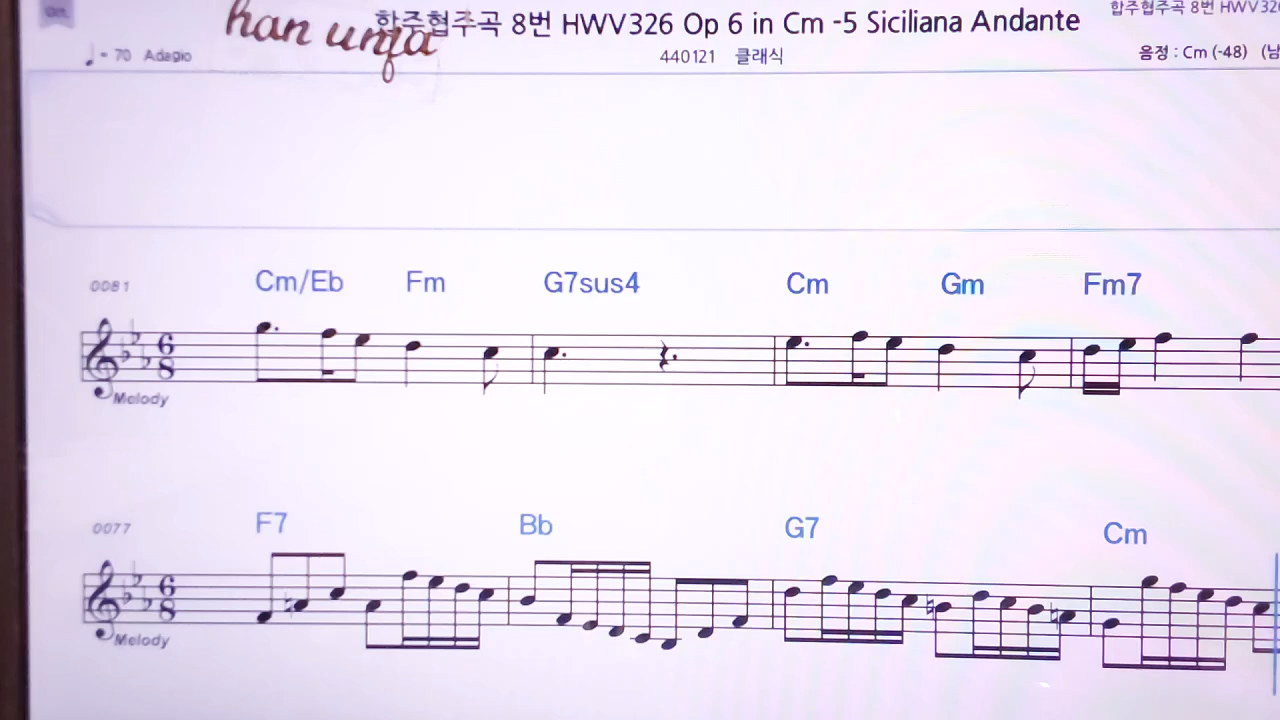 han unja
합주협주곡 8번 HWV326 Op 6 in Cm -5 Siciliana Andante
합주협주곡 8번 HWV
= 70 Adagio
440121 클래식
음정 : Cm (-48)
0081 Cm/Eb Fm G7sus4 Cm Gm Fm7
6 8
Melody
0077 F7 Bb G7 Cm
6 8
Melody